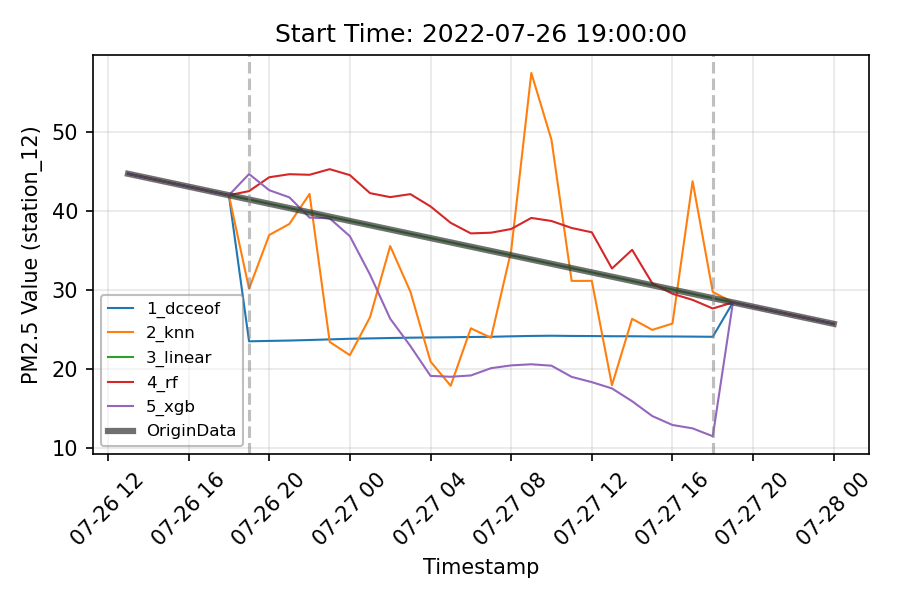 Start Time: 2022-07-26 19:00:00
PM2.5 Value (station_12)
50
40
30
20
10
1_dcceof
2_knn
3_linear
4_rf
5_xgb
OriginData
07-26 12
07-26 16
07-26 20
07-27 00
07-27 04
07-27 08
07-27 12
07-27 16
07-27 20
07-28 00
Timestamp